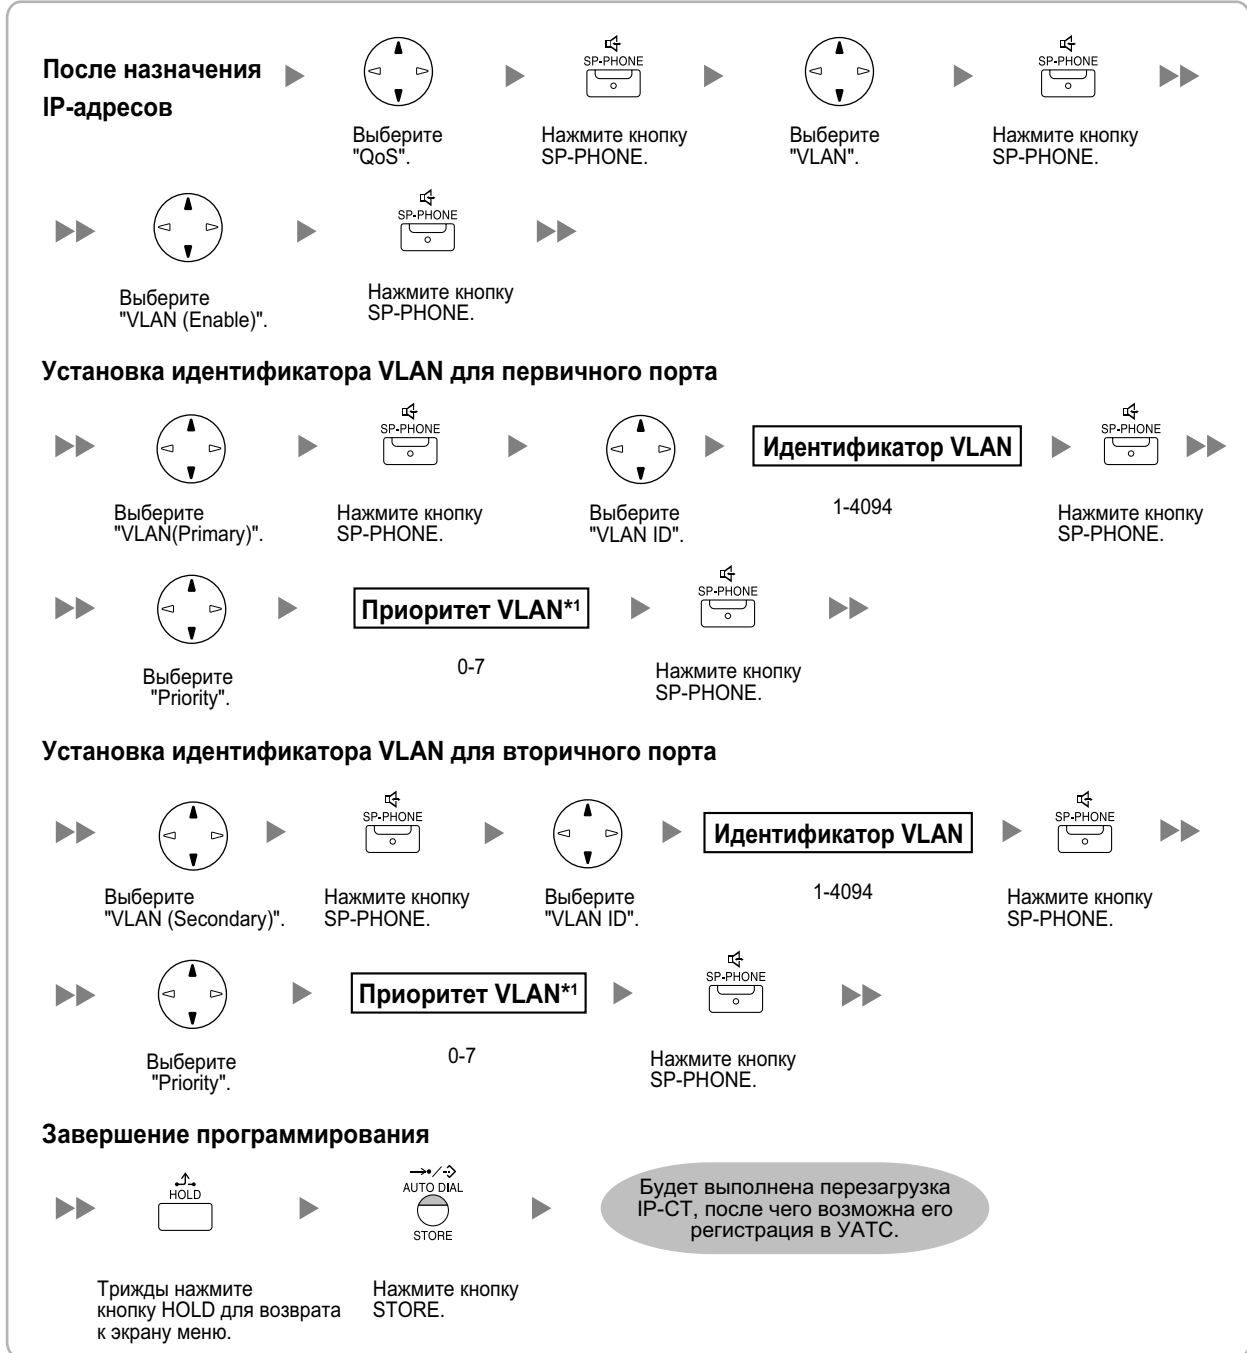 После назначения
IP-адресов
SP-PHONE
SP-PHONE
Выберите
"QoS".
Нажмите кнопку
SP-PHONE.
Выберите
"VLAN".
Нажмите кнопку
SP-PHONE.
SP-PHONE
Выберите
"VLAN (Enable)".
Нажмите кнопку
SP-PHONE.
Установка идентификатора VLAN для первичного порта
SP-PHONE
Идентификатор VLAN
SP-PHONE
Выберите
"VLAN(Primary)".
Нажмите кнопку
SP-PHONE.
Выберите
"VLAN ID".
1-4094
Нажмите кнопку
SP-PHONE.
Приоритет VLAN*1
SP-PHONE
Выберите
"Priority".
0-7
Нажмите кнопку
SP-PHONE.
Установка идентификатора VLAN для вторичного порта
SP-PHONE
Идентификатор VLAN
SP-PHONE
Выберите
"VLAN (Secondary)".
Нажмите кнопку
SP-PHONE.
Выберите
"VLAN ID".
1-4094
Нажмите кнопку
SP-PHONE.
Приоритет VLAN*1
SP-PHONE
Выберите
"Priority".
0-7
Нажмите кнопку
SP-PHONE.
Завершение программирования
HOLD
AUTO DIAL
STORE
Будет выполнена перезагрузка
IP-СТ, после чего возможна его
регистрация в УАТС.
Трижды нажмите
кнопку HOLD для возврата
к экрану меню.
Нажмите кнопку
STORE.